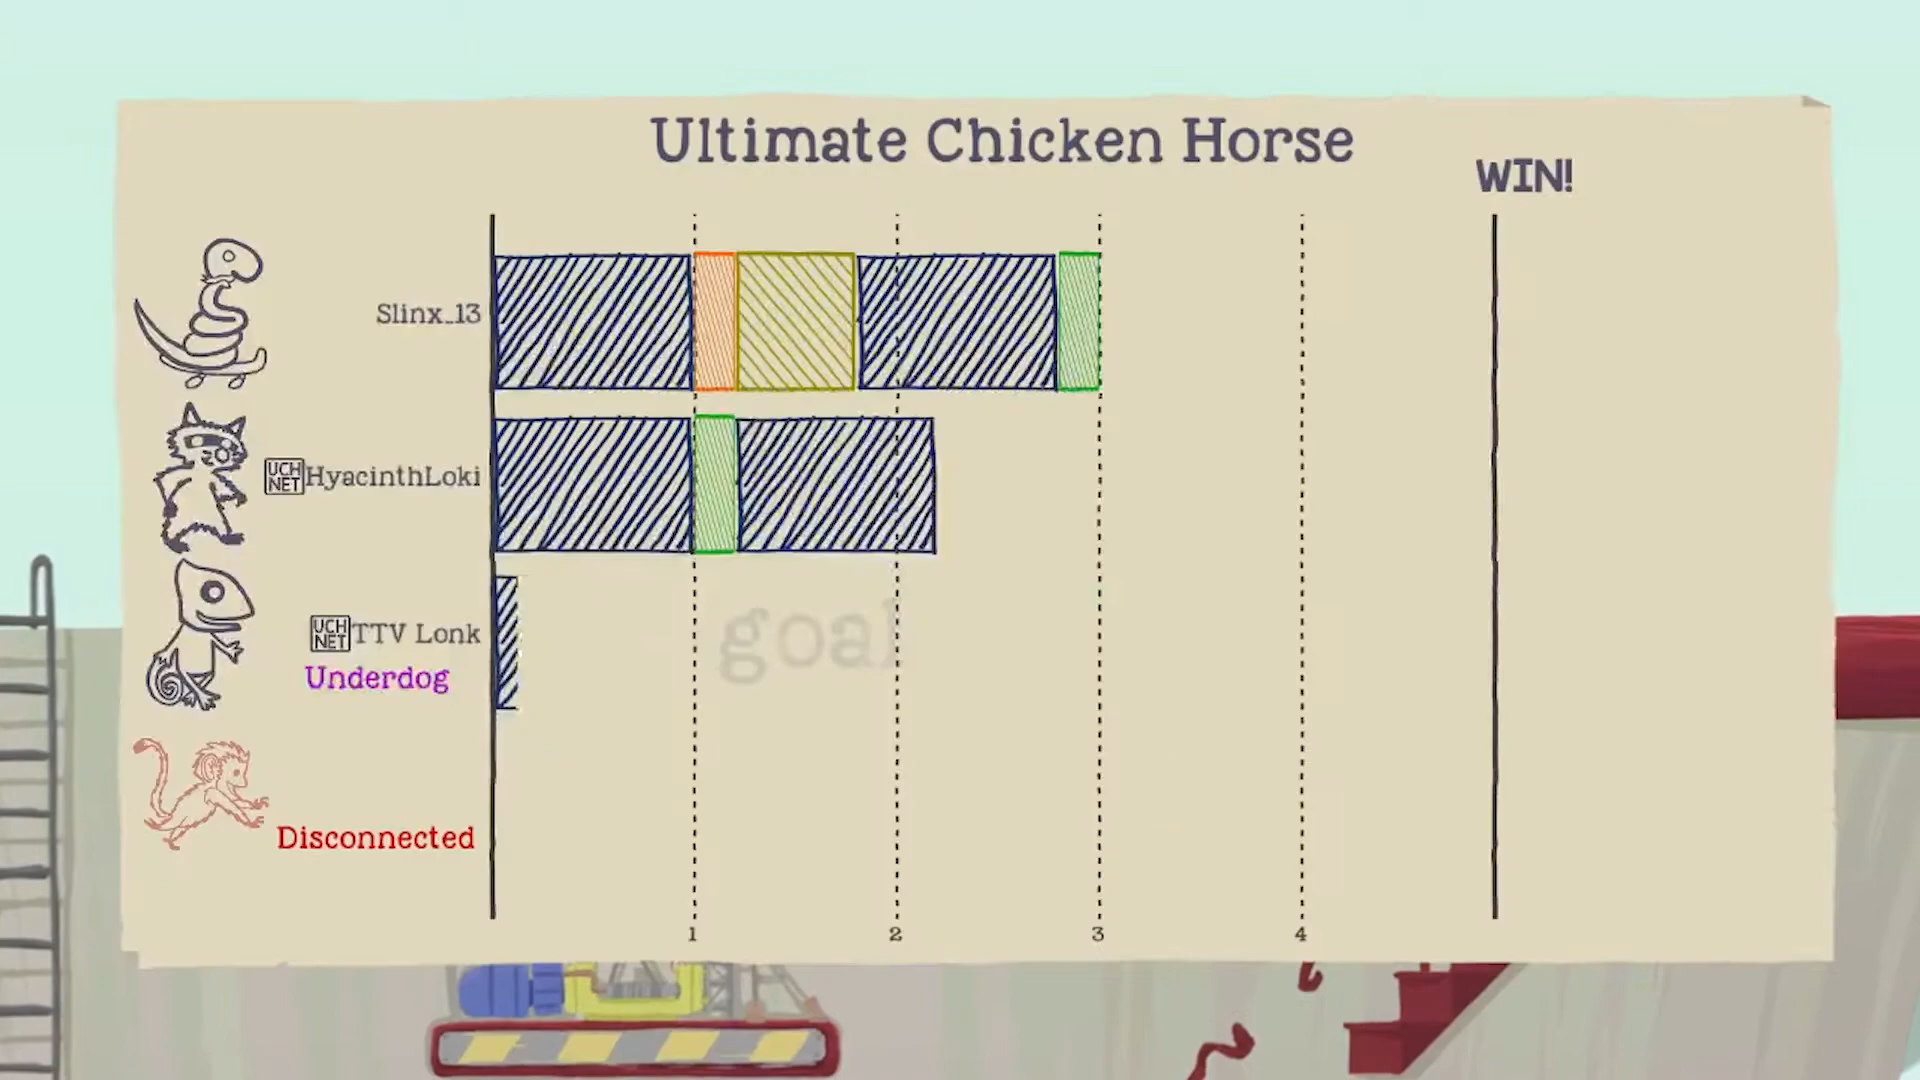 Ultimate Chicken Horse
WIN!
Slinx_13
UCH NET HyacinthLoki
UCH NET TTV Lonk
Underdog
goal
Disconnected
1 2 3 4